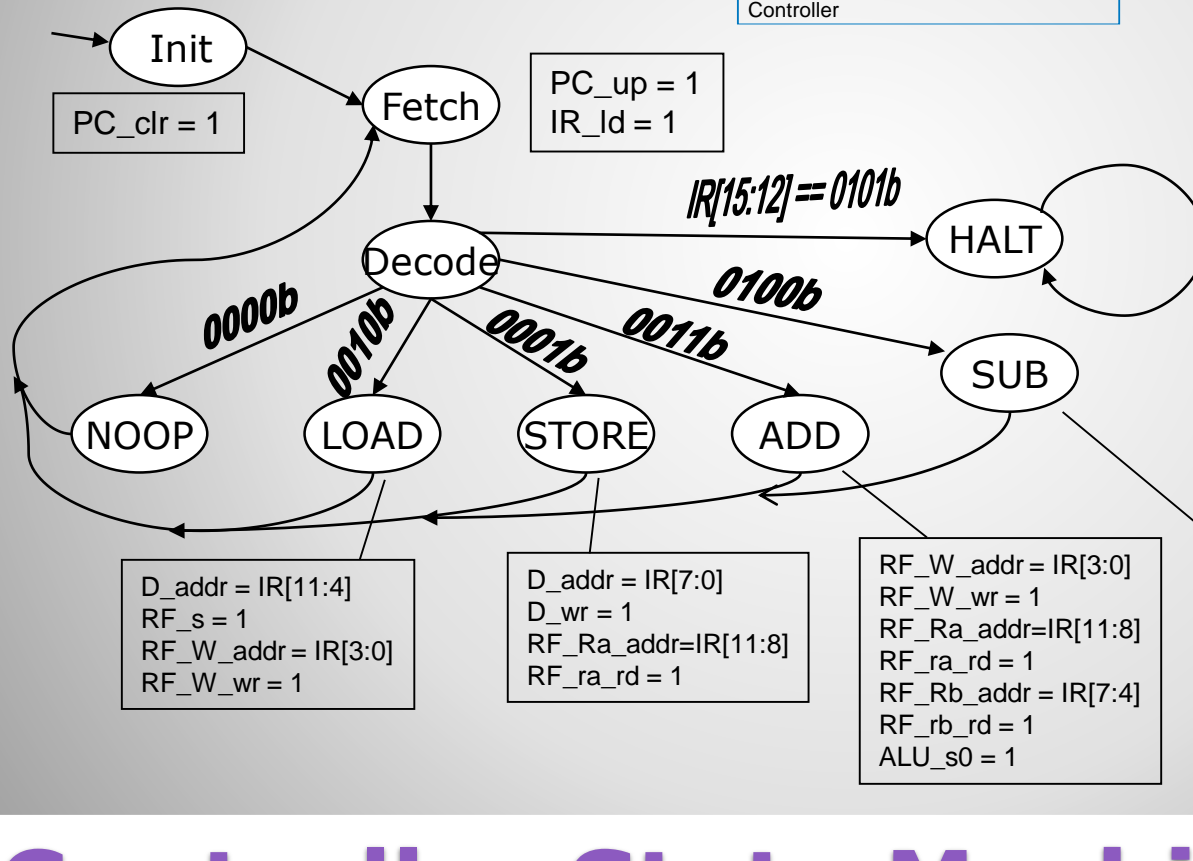 Controller
Init
PC_clr = 1
Fetch
PC_up = 1
IR_ld = 1
IR[15:12] == 0101b
HALT
Decode
0100b
0000b
0010b
0001b
0011b
SUB
NOOP
LOAD
STORE
ADD
D_addr = IR[11:4]
RF_s = 1
RF_W_addr = IR[3:0]
RF_W_wr = 1
D_addr = IR[7:0]
D_wr = 1
RF_Ra_addr=IR[11:8]
RF_ra_rd = 1
RF_W_addr = IR[3:0]
RF_W_wr = 1
RF_Ra_addr=IR[11:8]
RF_ra_rd = 1
RF_Rb_addr = IR[7:4]
RF_rb_rd = 1
ALU_s0 = 1